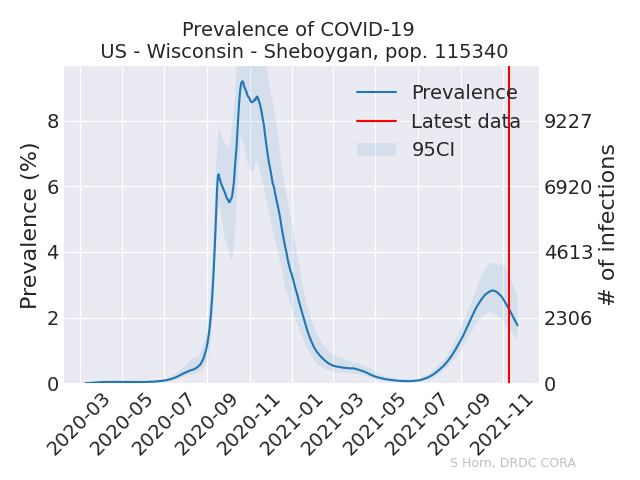 Prevalence of COVID-19
US - Wisconsin - Sheboygan, pop. 115340
Prevalence
Latest data
95CI
Prevalence (%)
8
6
4
2
0
9227
6920
4613
2306
0
# of infections
2020-03
2020-05
2020-07
2020-09
2020-11
2021-01
2021-03
2021-05
2021-07
2021-09
2021-11
S Horn, DRDC CORA